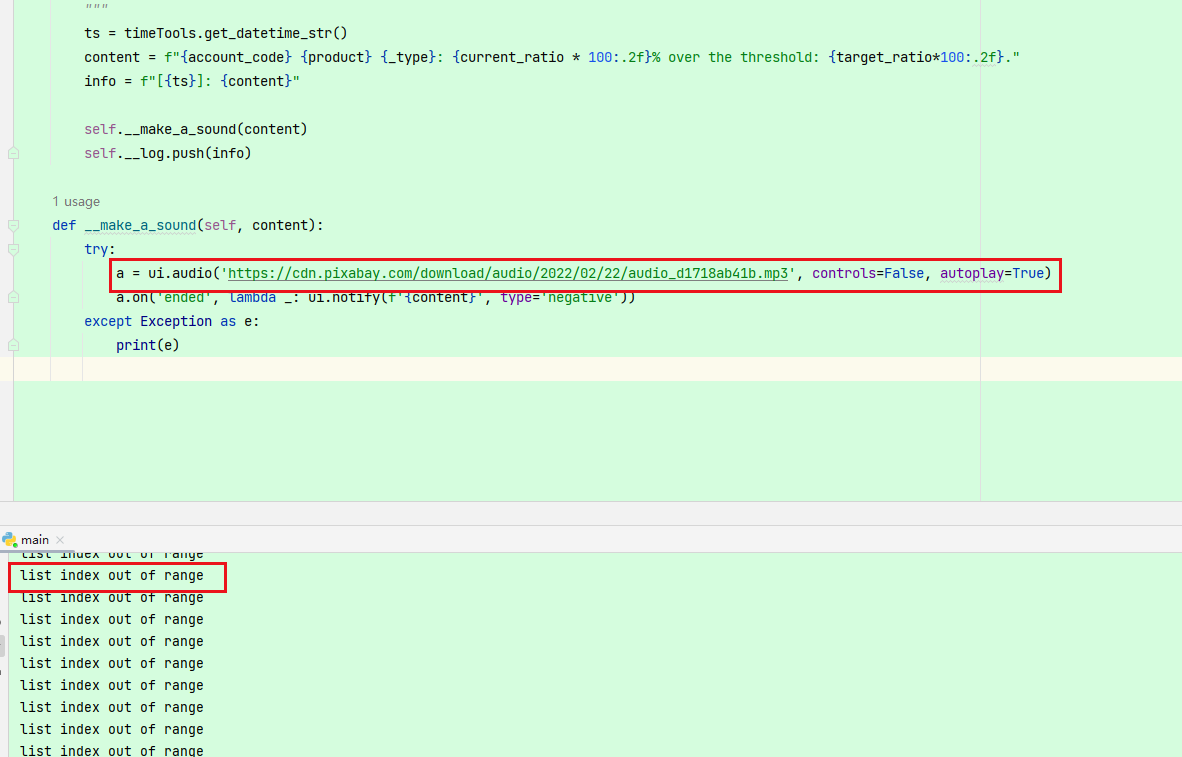 """
ts = timeTools.get_datetime_str()
content = f"{account_code} {product} {_type}: {current_ratio * 100:.2f}% over the threshold: {target_ratio*100:.2f}."
info = f"[{ts}]: {content}"
self.__make_a_sound(content)
self.__log.push(info)
1 usage
def __make_a_sound(self, content):
try:
a = ui.audio('https://cdn.pixabay.com/download/audio/2022/02/22/audio_d1718ab41b.mp3', controls=False, autoplay=True)
a.on('ended', lambda _: ui.notify(f'{content}', type='negative'))
except Exception as e:
print(e)
main
list index out of range
list index out of range
list index out of range
list index out of range
list index out of range
list index out of range
list index out of range
list index out of range
list index out of range
list index out of range